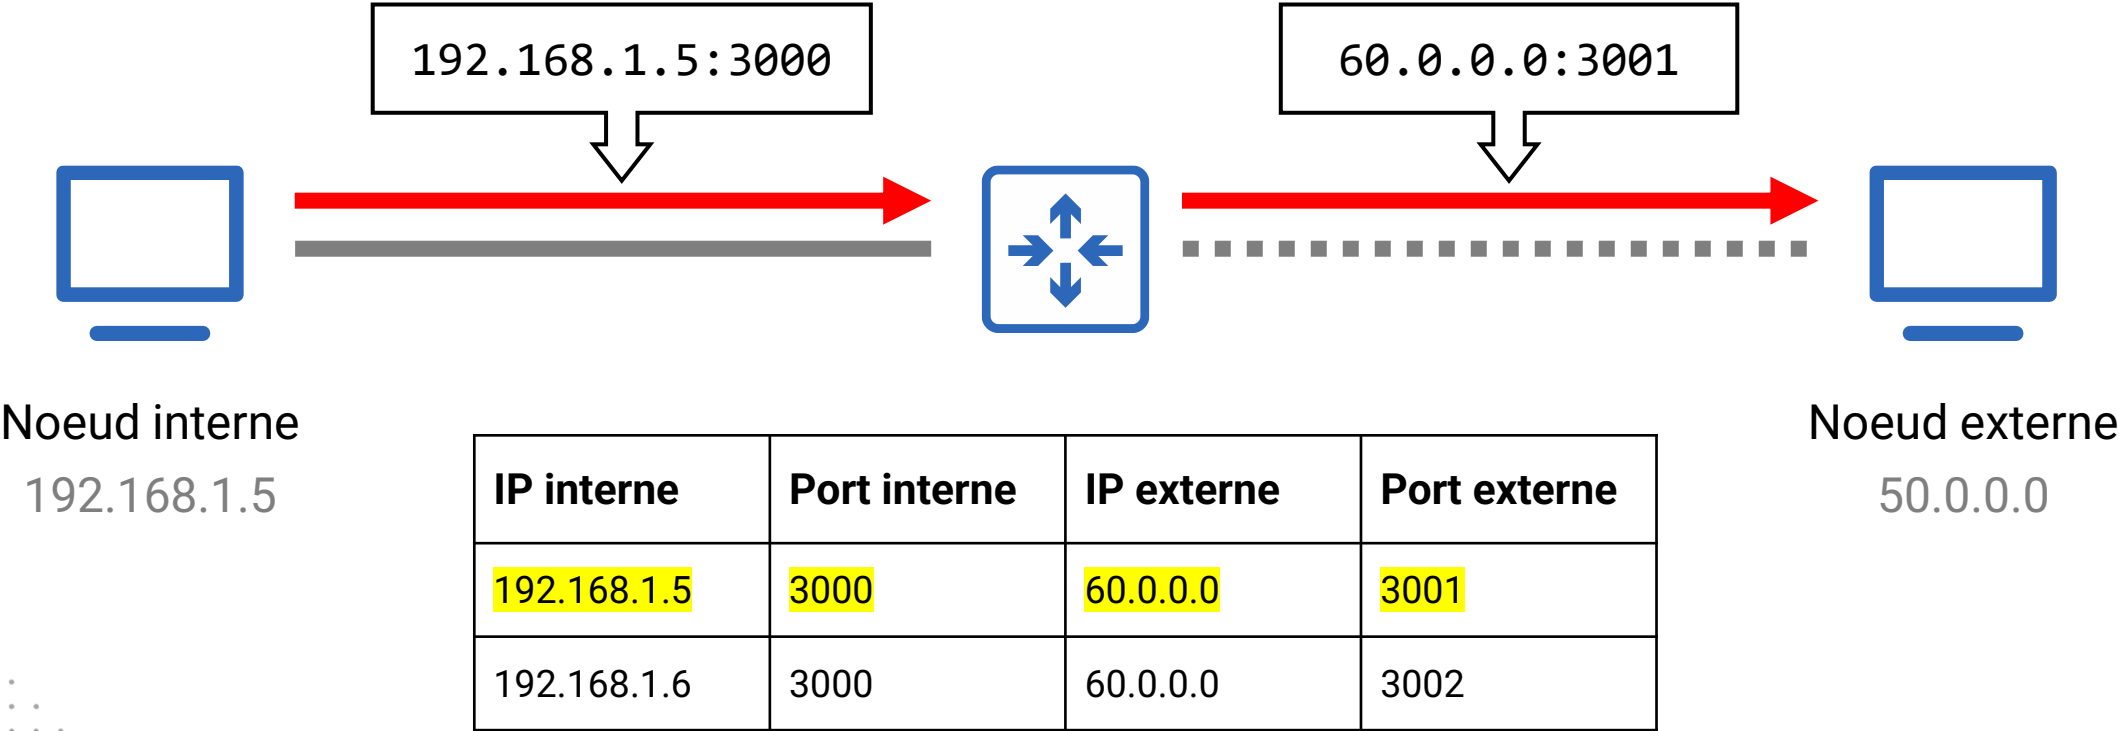 192.168.1.5:3000
60.0.0.0:3001
Noeud interne
192.168.1.5
Noeud externe
50.0.0.0
IP interne Port interne IP externe Port externe
192.168.1.5 3000 60.0.0.0 3001
192.168.1.6 3000 60.0.0.0 3002